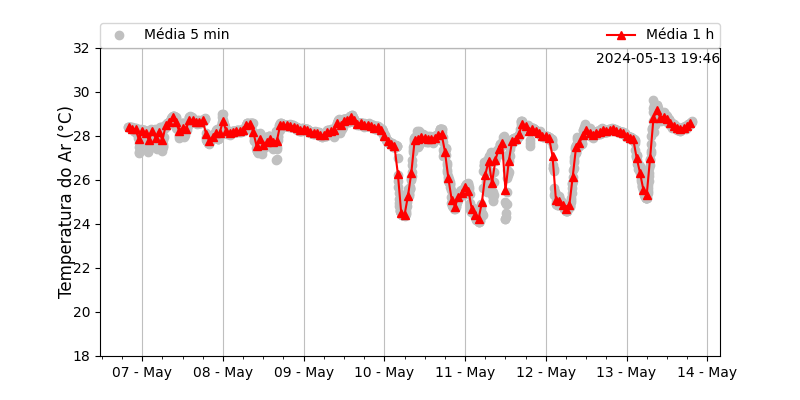 Média 5 min
Média 1 h
2024-05-13 19:46
Temperatura do Ar (°C)
32
30
28
26
24
22
20
18
07 - May
08 - May
09 - May
10 - May
11 - May
12 - May
13 - May
14 - May